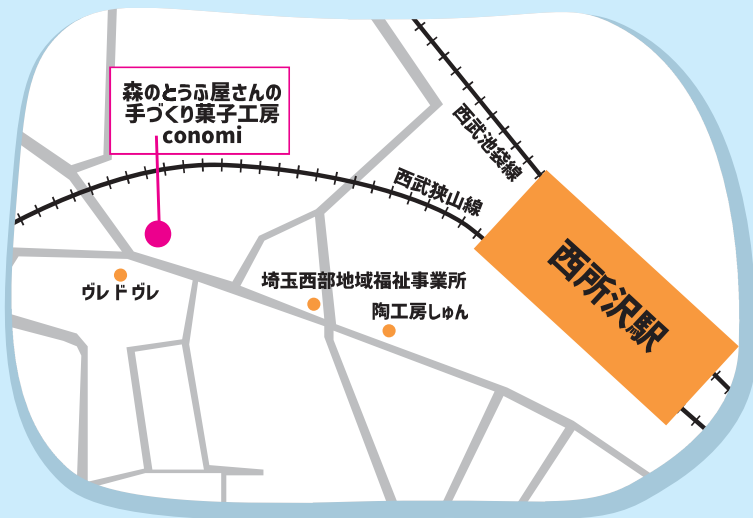 森のとうふ屋さんの
手づくり菓子工房
conomi
西武池袋線
西武狭山線
西所沢駅
埼玉西部地域福祉事業所
ヴレ ド ヴレ
陶工房しゅん